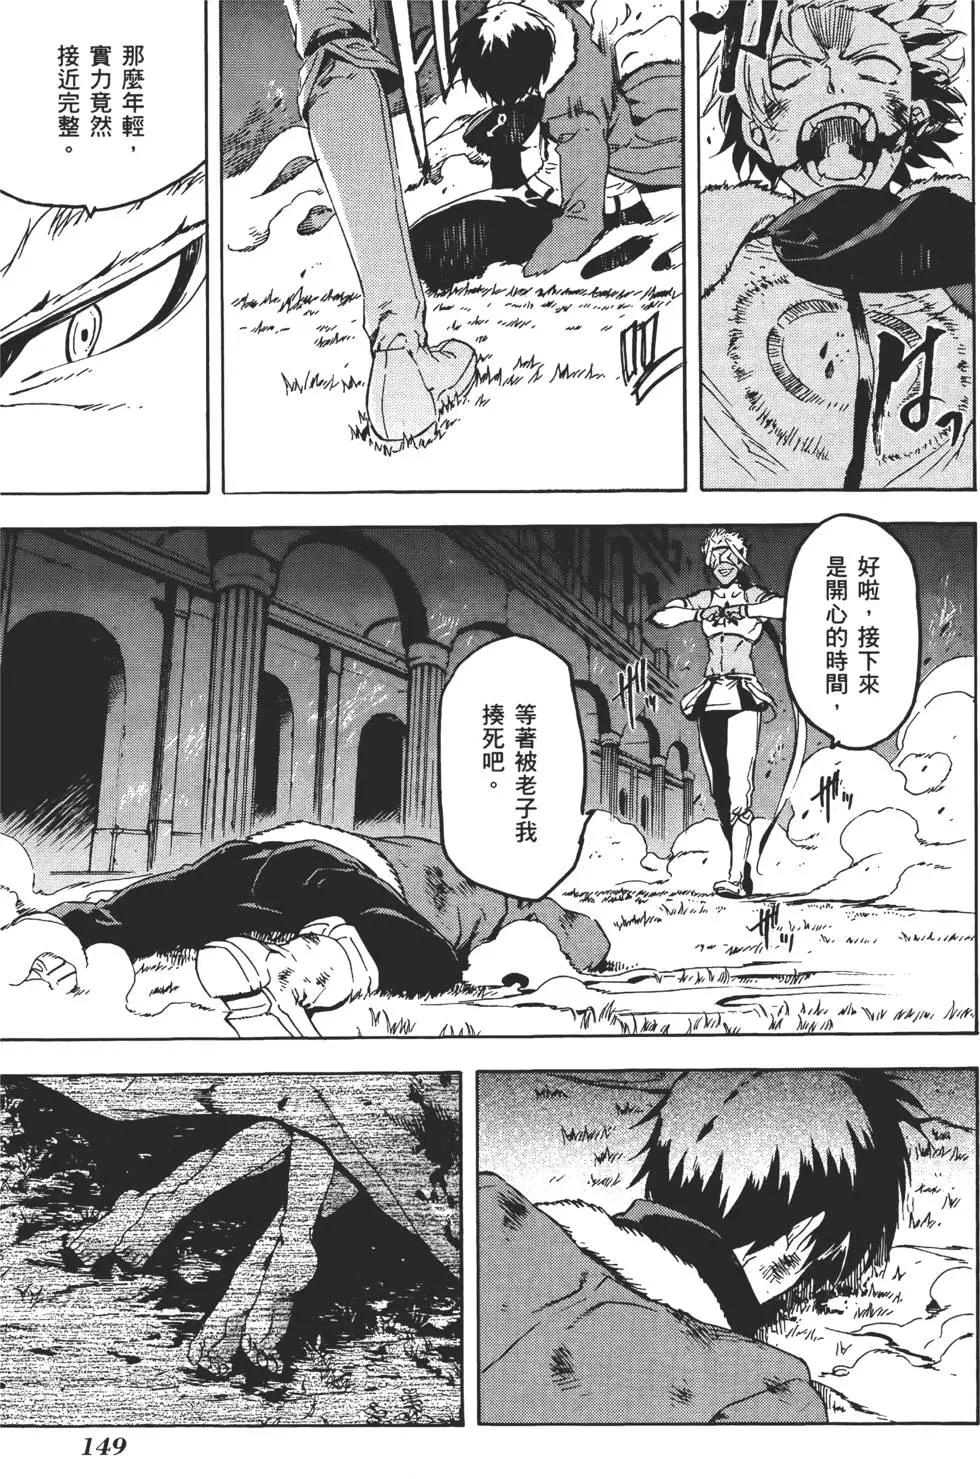 那麼年輕，
實力竟然
接近完整。
好啦，接下來
是開心的時間，
等著被老子我
揍死吧。
149